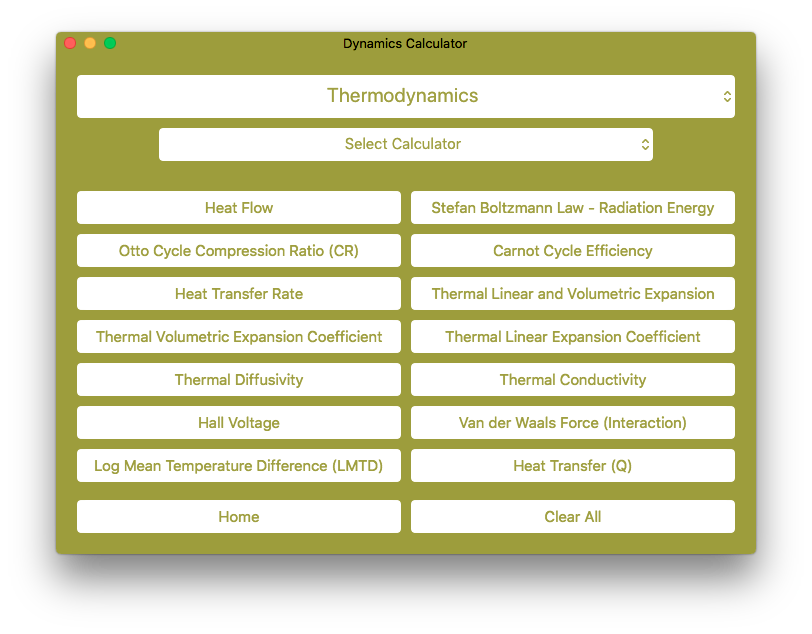 Dynamics Calculator
Thermodynamics
Select Calculator
Heat Flow
Stefan Boltzmann Law - Radiation Energy
Otto Cycle Compression Ratio (CR)
Carnot Cycle Efficiency
Heat Transfer Rate
Thermal Linear and Volumetric Expansion
Thermal Volumetric Expansion Coefficient
Thermal Linear Expansion Coefficient
Thermal Diffusivity
Thermal Conductivity
Hall Voltage
Van der Waals Force (Interaction)
Log Mean Temperature Difference (LMTD)
Heat Transfer (Q)
Home
Clear All